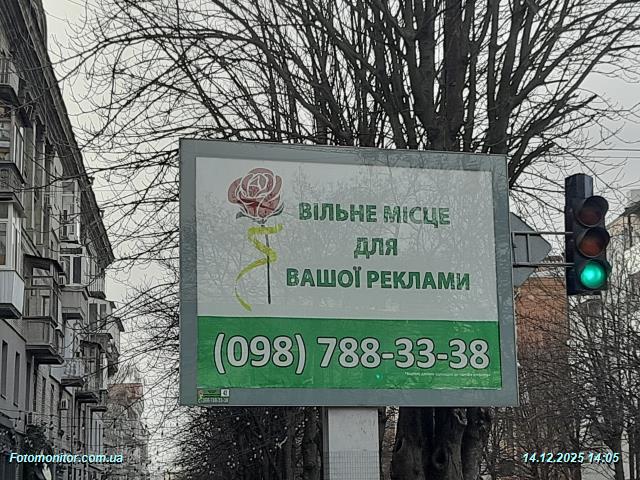 ВІЛЬНЕ МІСЦЕ
ДЛЯ
ВАШОЇ РЕКЛАМИ
(098) 788-33-38
Fotomonitor.com.ua
14.12.2025 14:05